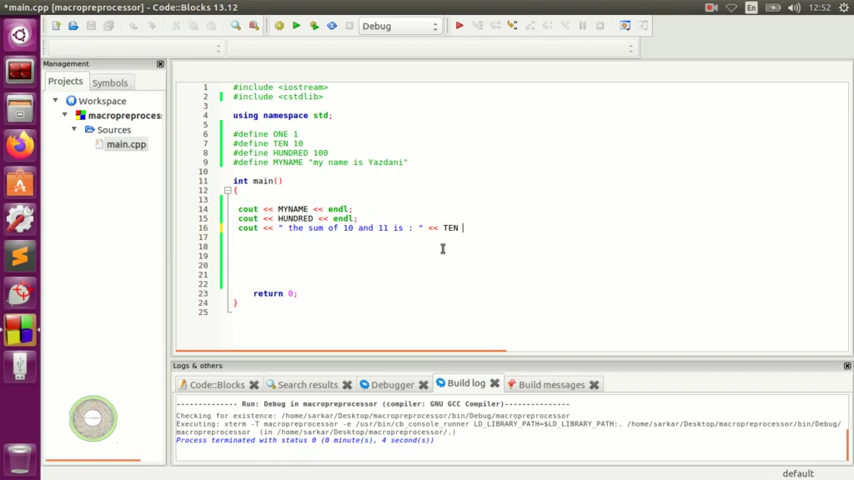 *main.cpp [macropreprocessor] - Code::Blocks 13.12
En
12:52
Debug
Management
Projects
Symbols
Workspace
macropreproces:
Sources
main.cpp
1 #include <iostream>
2 #include <cstdlib>
3
4 using namespace std;
5
6 #define ONE 1
7 #define TEN 10
8 #define HUNDRED 100
9 #define MYNAME "my name is Yazdani"
10
11 int main()
12 {
13
14 cout << MYNAME << endl;
15 cout << HUNDRED << endl;
16 cout << " the sum of 10 and 11 is : " << TEN
17
18
19
20
21
22
23 return 0;
24 }
25
Logs & others
Code::Blocks
Search results
Debugger
Build log
Build messages
-------------- Run: Debug in macropreprocessor (compiler: GNU GCC Compiler)---------------
Checking for existence: /home/sarkar/Desktop/macropreprocessor/bin/Debug/macropreprocessor
Executing: xterm -T macropreprocessor -e /usr/bin/cb_console_runner LD_LIBRARY_PATH=$LD_LIBRARY_PATH:. /home/sarkar/Desktop/macropreprocessor/bin/Debug/
macropreprocessor (in /home/sarkar/Desktop/macropreprocessor/.)
Process terminated with status 0 (0 minute(s), 4 second(s))
default